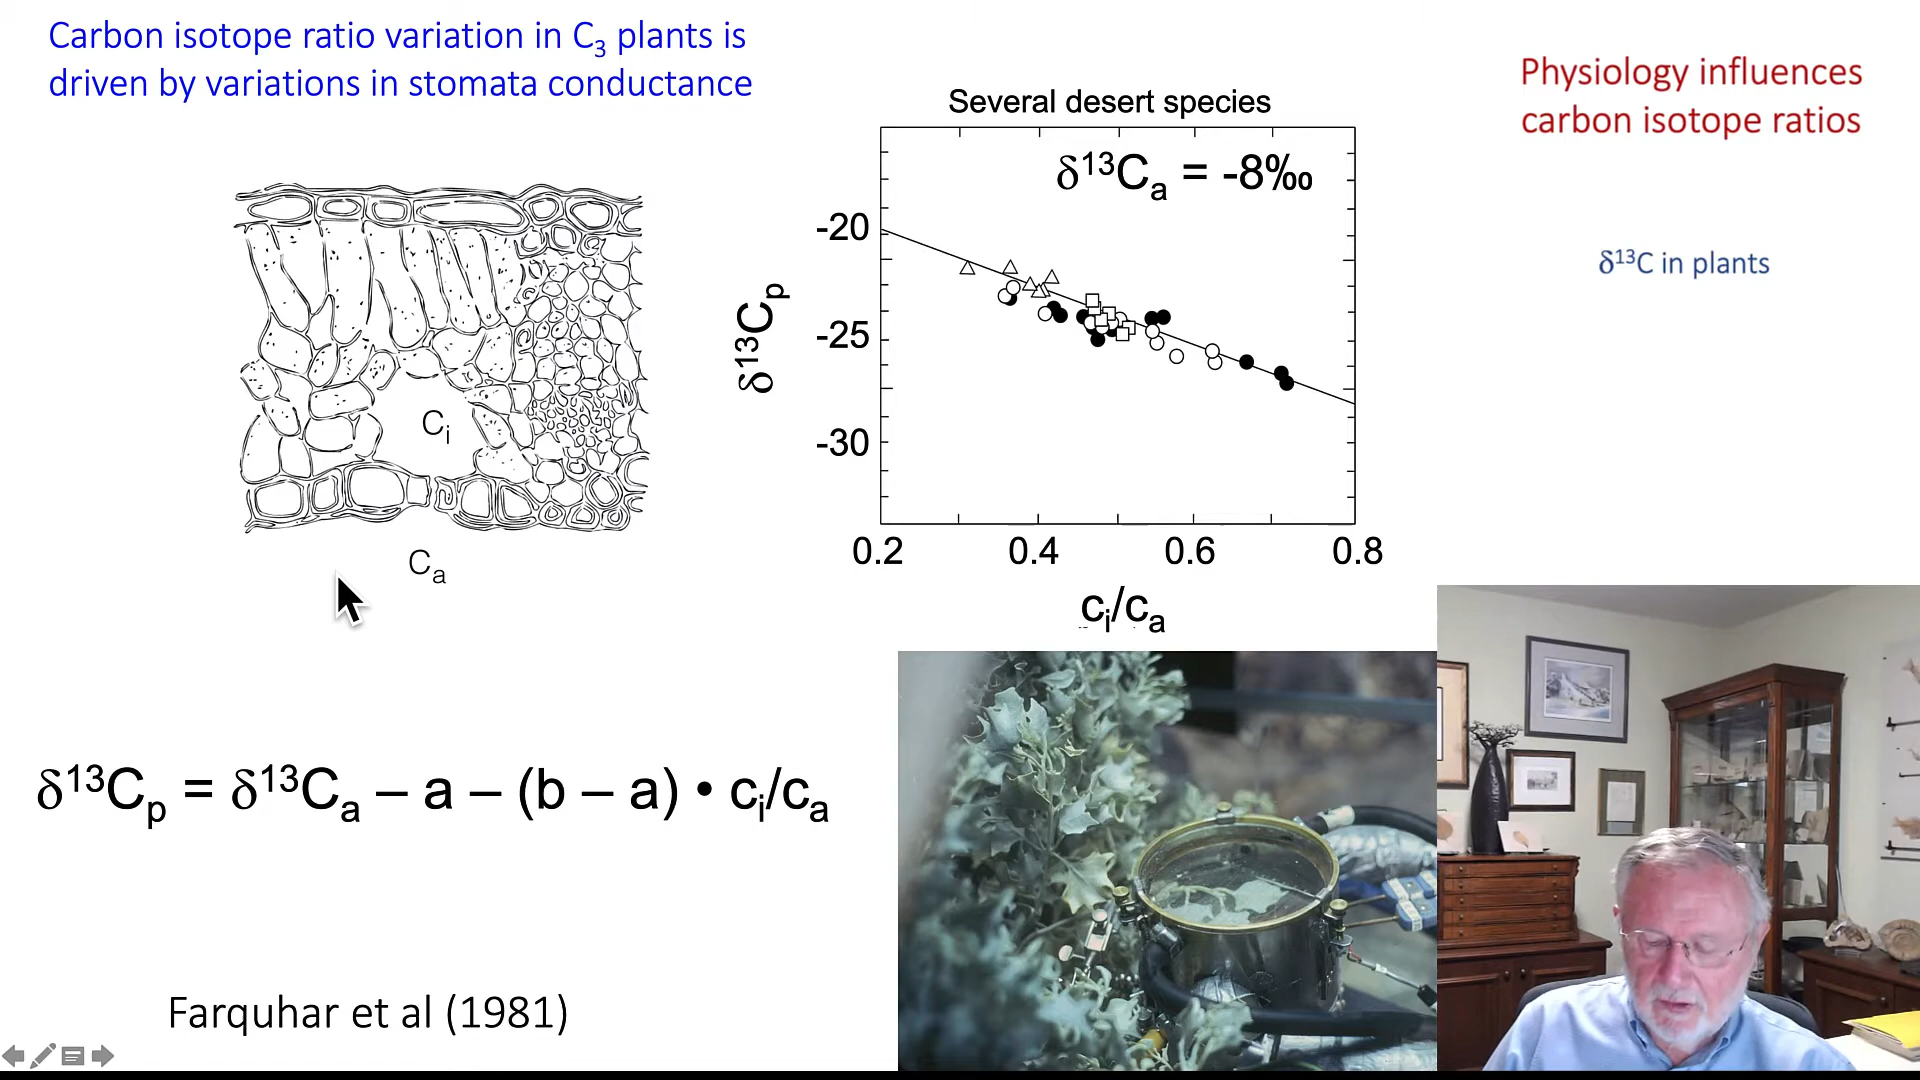 Carbon isotope ratio variation in C₃ plants is
driven by variations in stomata conductance
Physiology influences
carbon isotope ratios
δ¹³C in plants
Several desert species
δ¹³Cₐ = -8‰
-20
-25
-30
δ¹³Cₚ
0.2 0.4 0.6 0.8
cᵢ/cₐ
Cᵢ
Cₐ
δ¹³Cₚ = δ¹³Cₐ – a – (b – a) • cᵢ/cₐ
Farquhar et al (1981)